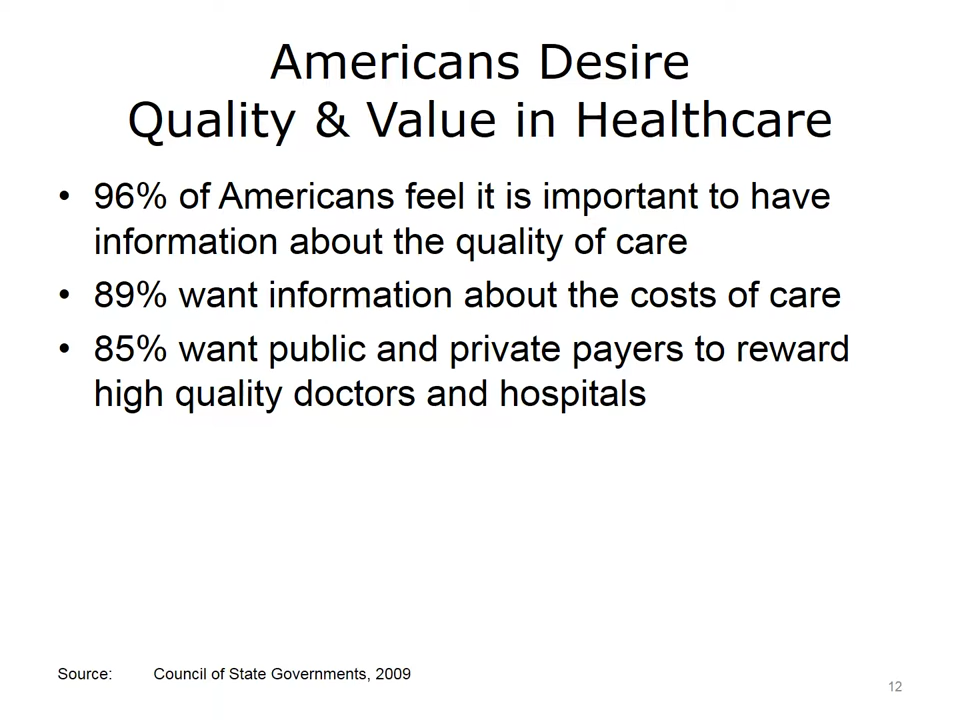 Americans Desire
Quality & Value in Healthcare
• 96% of Americans feel it is important to have
information about the quality of care
• 89% want information about the costs of care
• 85% want public and private payers to reward
high quality doctors and hospitals
Source: Council of State Governments, 2009
12